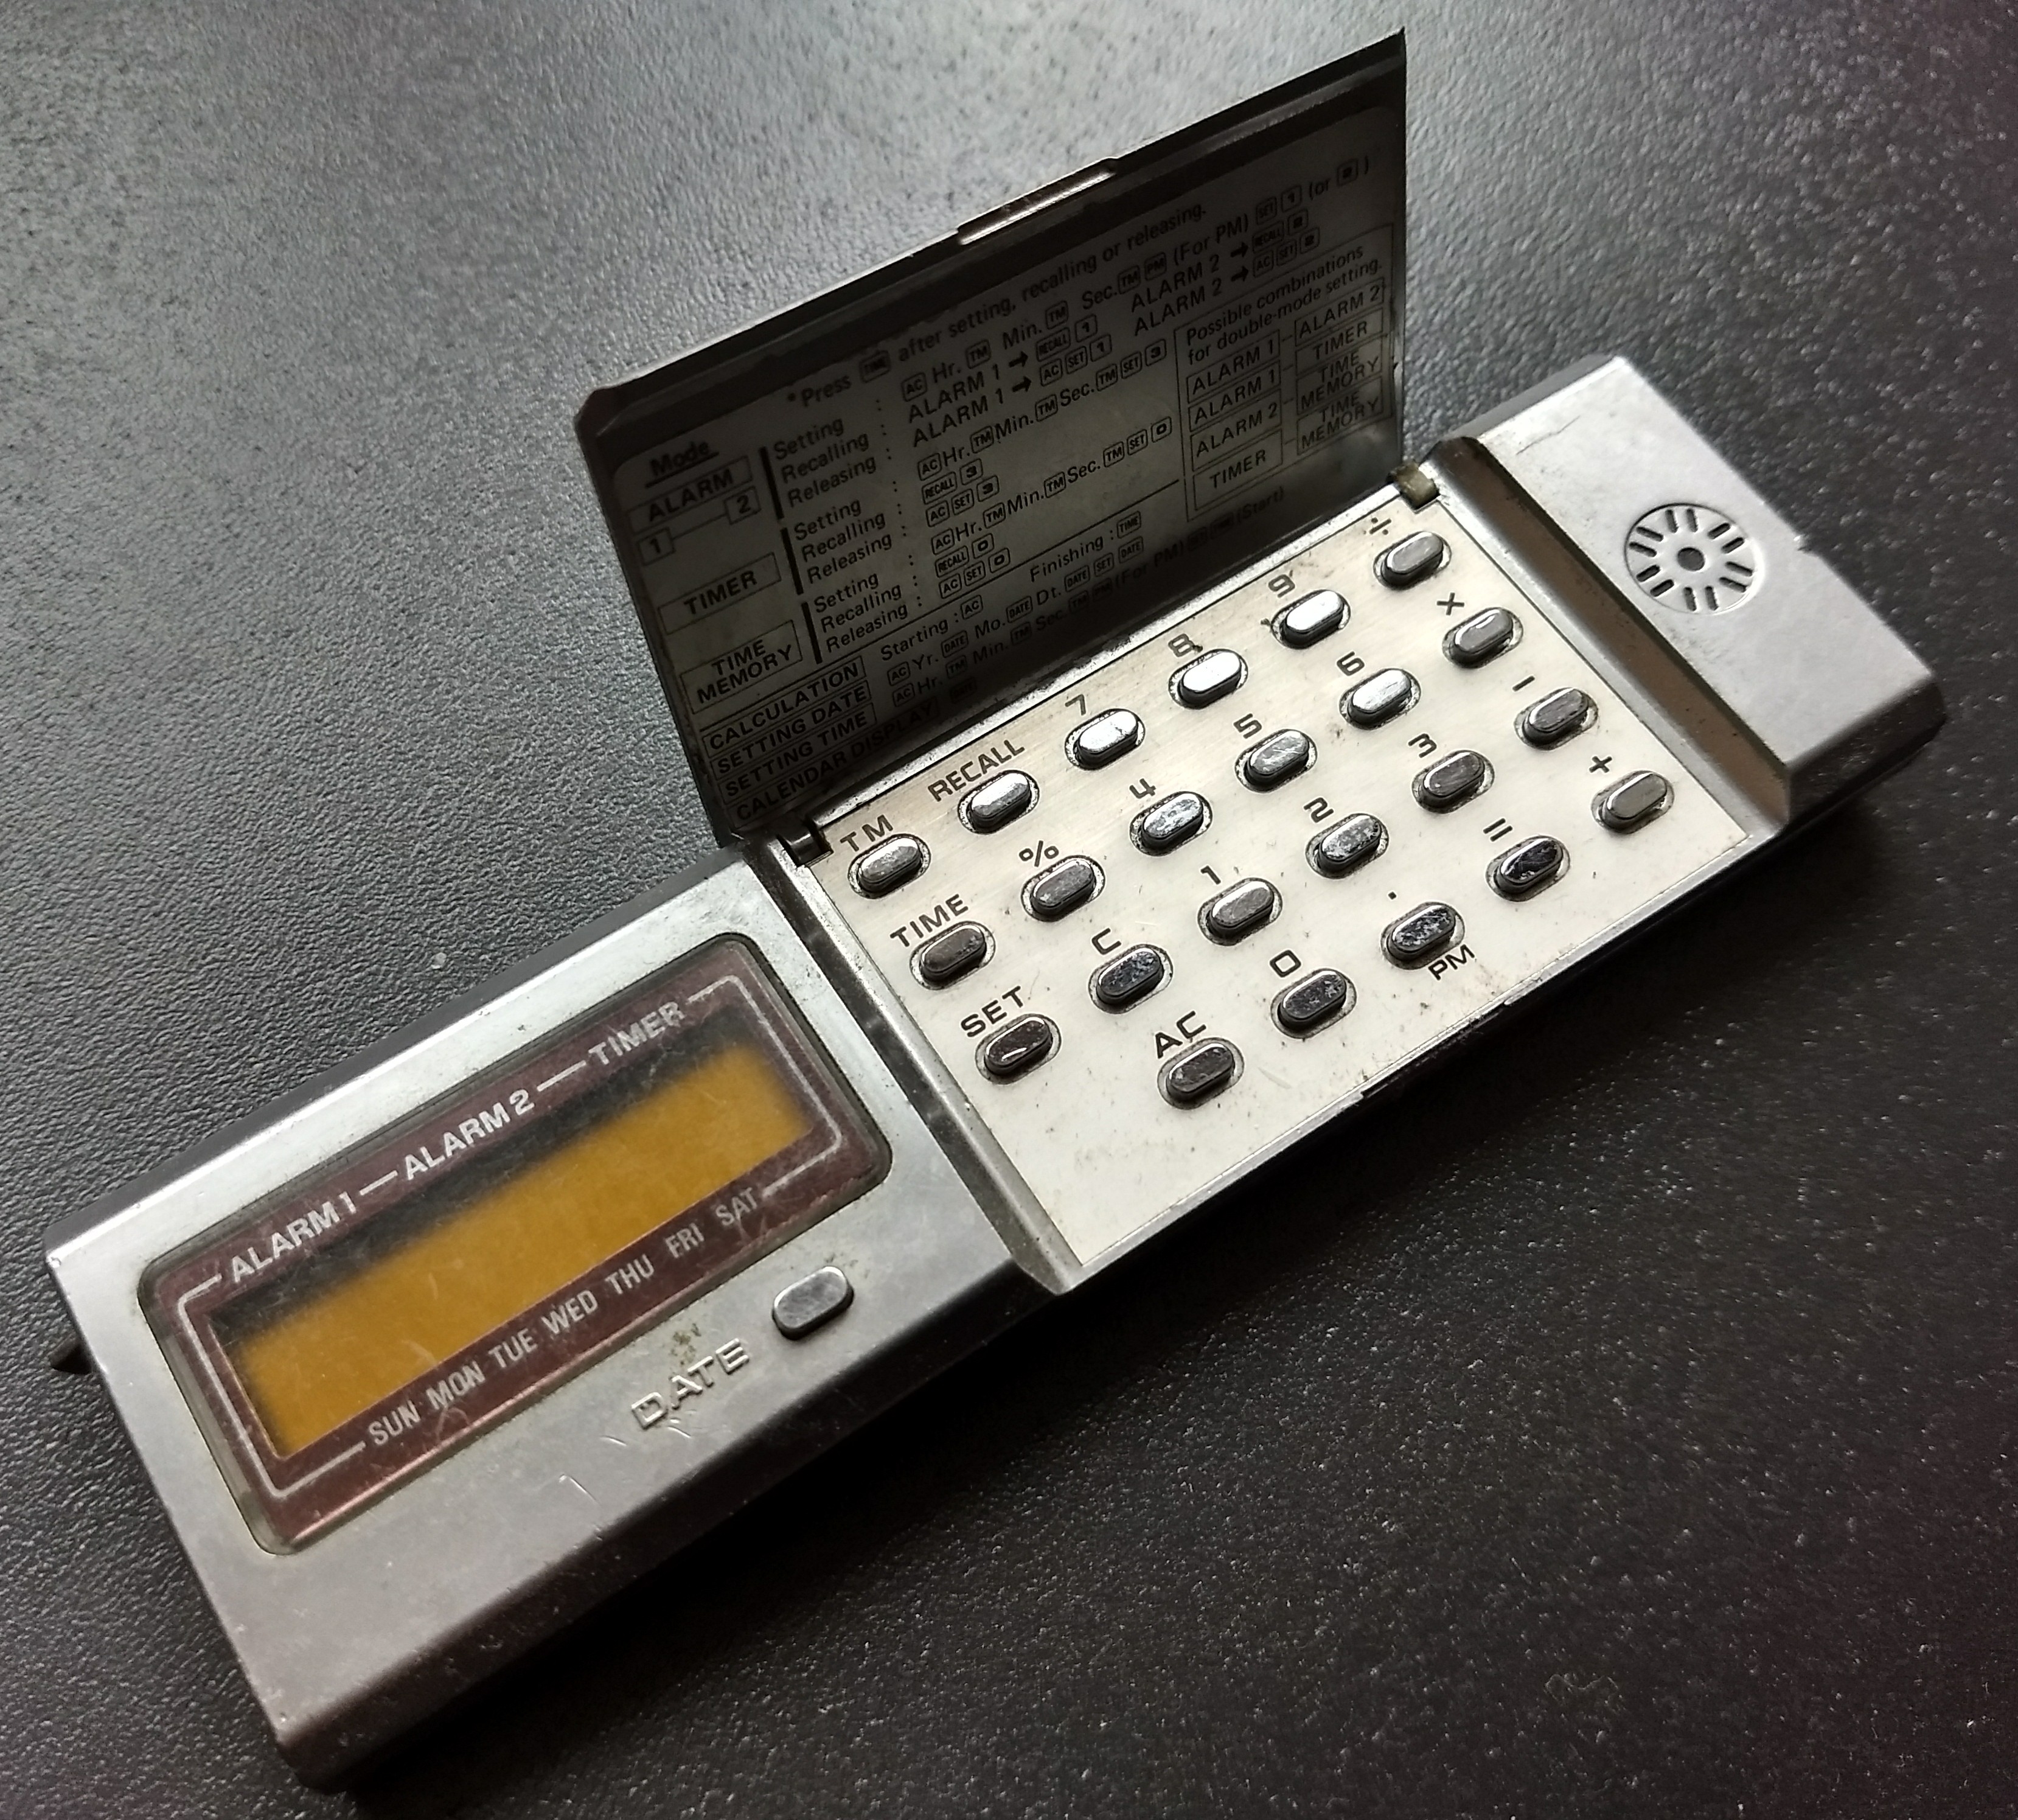 *Press TIME after setting, recalling or releasing.
Mode
ALARM
1 2
Setting : AC Hr. TM Min. TM Sec. TM PM (For PM) SET 1 (or 2)
Recalling : ALARM 1 → RECALL 1 ALARM 2 → RECALL 2
Releasing : ALARM 1 → AC SET 1 ALARM 2 → AC SET 2
TIMER
Setting : AC Hr. TM Min. TM Sec. TM SET 3
Recalling : RECALL 3
Releasing : AC SET 3
TIME
MEMORY
Setting : AC Hr. TM Min. TM Sec. TM SET 0
Recalling : RECALL 0
Releasing : AC SET 0
Possible combinations
for double-mode setting.
ALARM 1 ALARM 2
ALARM 1 TIMER
ALARM 2 TIME MEMORY
TIMER TIME MEMORY
CALCULATION Starting : AC Finishing : TIME
SETTING DATE AC Yr. DATE Mo. DATE Dt. DATE SET DATE
SETTING TIME AC Hr. TM Min. TM Sec. TM PM (For PM) (Start)
CALENDAR DISPLAY
TM RECALL 7 8 9 ÷
TIME % 4 5 6 ×
SET C 1 2 3 −
AC 0 . = +
PM
ALARM 1 ALARM 2 TIMER
SUN MON TUE WED THU FRI SAT
DATE